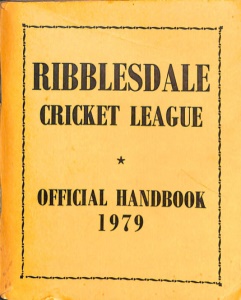 RIBBLESDALE
CRICKET LEAGUE
★
OFFICIAL HANDBOOK
1979